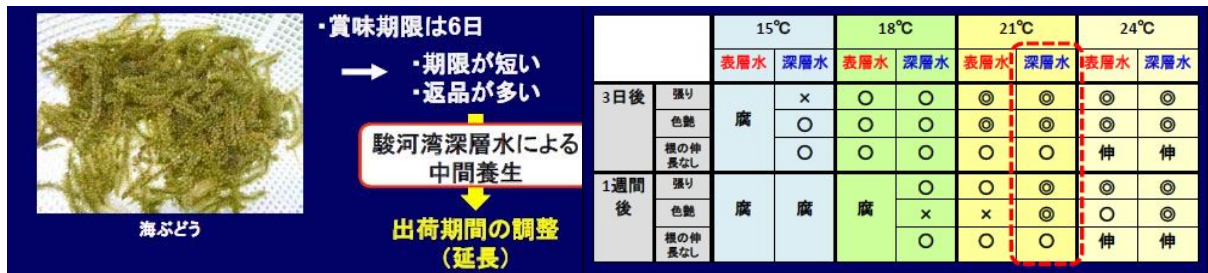 ・賞味期限は6日
→ ・期限が短い
・返品が多い
駿河湾深層水による
中間養生
出荷期間の調整
(延長)
海ぶどう
15℃ 18℃ 21℃ 24℃
表層水 深層水 表層水 深層水 表層水 深層水 表層水 深層水
3日後 張り 腐 × ○ ○ ◎ ◎ ◎ ◎
色艶 ○ ○ ○ ◎ ◎ ◎ ◎
根の伸長なし ○ ○ ○ ○ ○ 伸 伸
1週間後 張り 腐 腐 腐 ○ ○ ◎ ◎ ◎
色艶 × × ◎ ○ ◎
根の伸長なし ○ ○ ○ 伸 伸